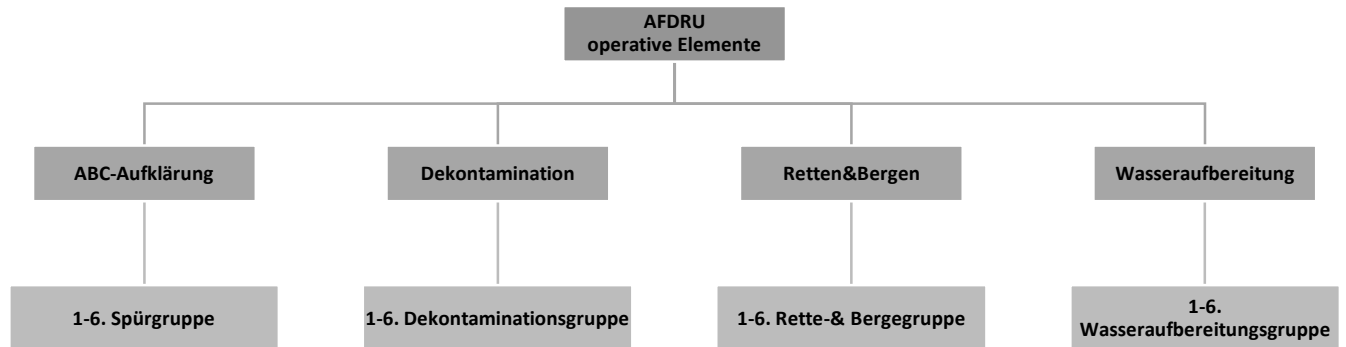 AFDRU
operative Elemente
ABC-Aufklärung
Dekontamination
Retten&Bergen
Wasseraufbereitung
1-6. Spürgruppe
1-6. Dekontaminationsgruppe
1-6. Rette-& Bergegruppe
1-6.
Wasseraufbereitungsgruppe